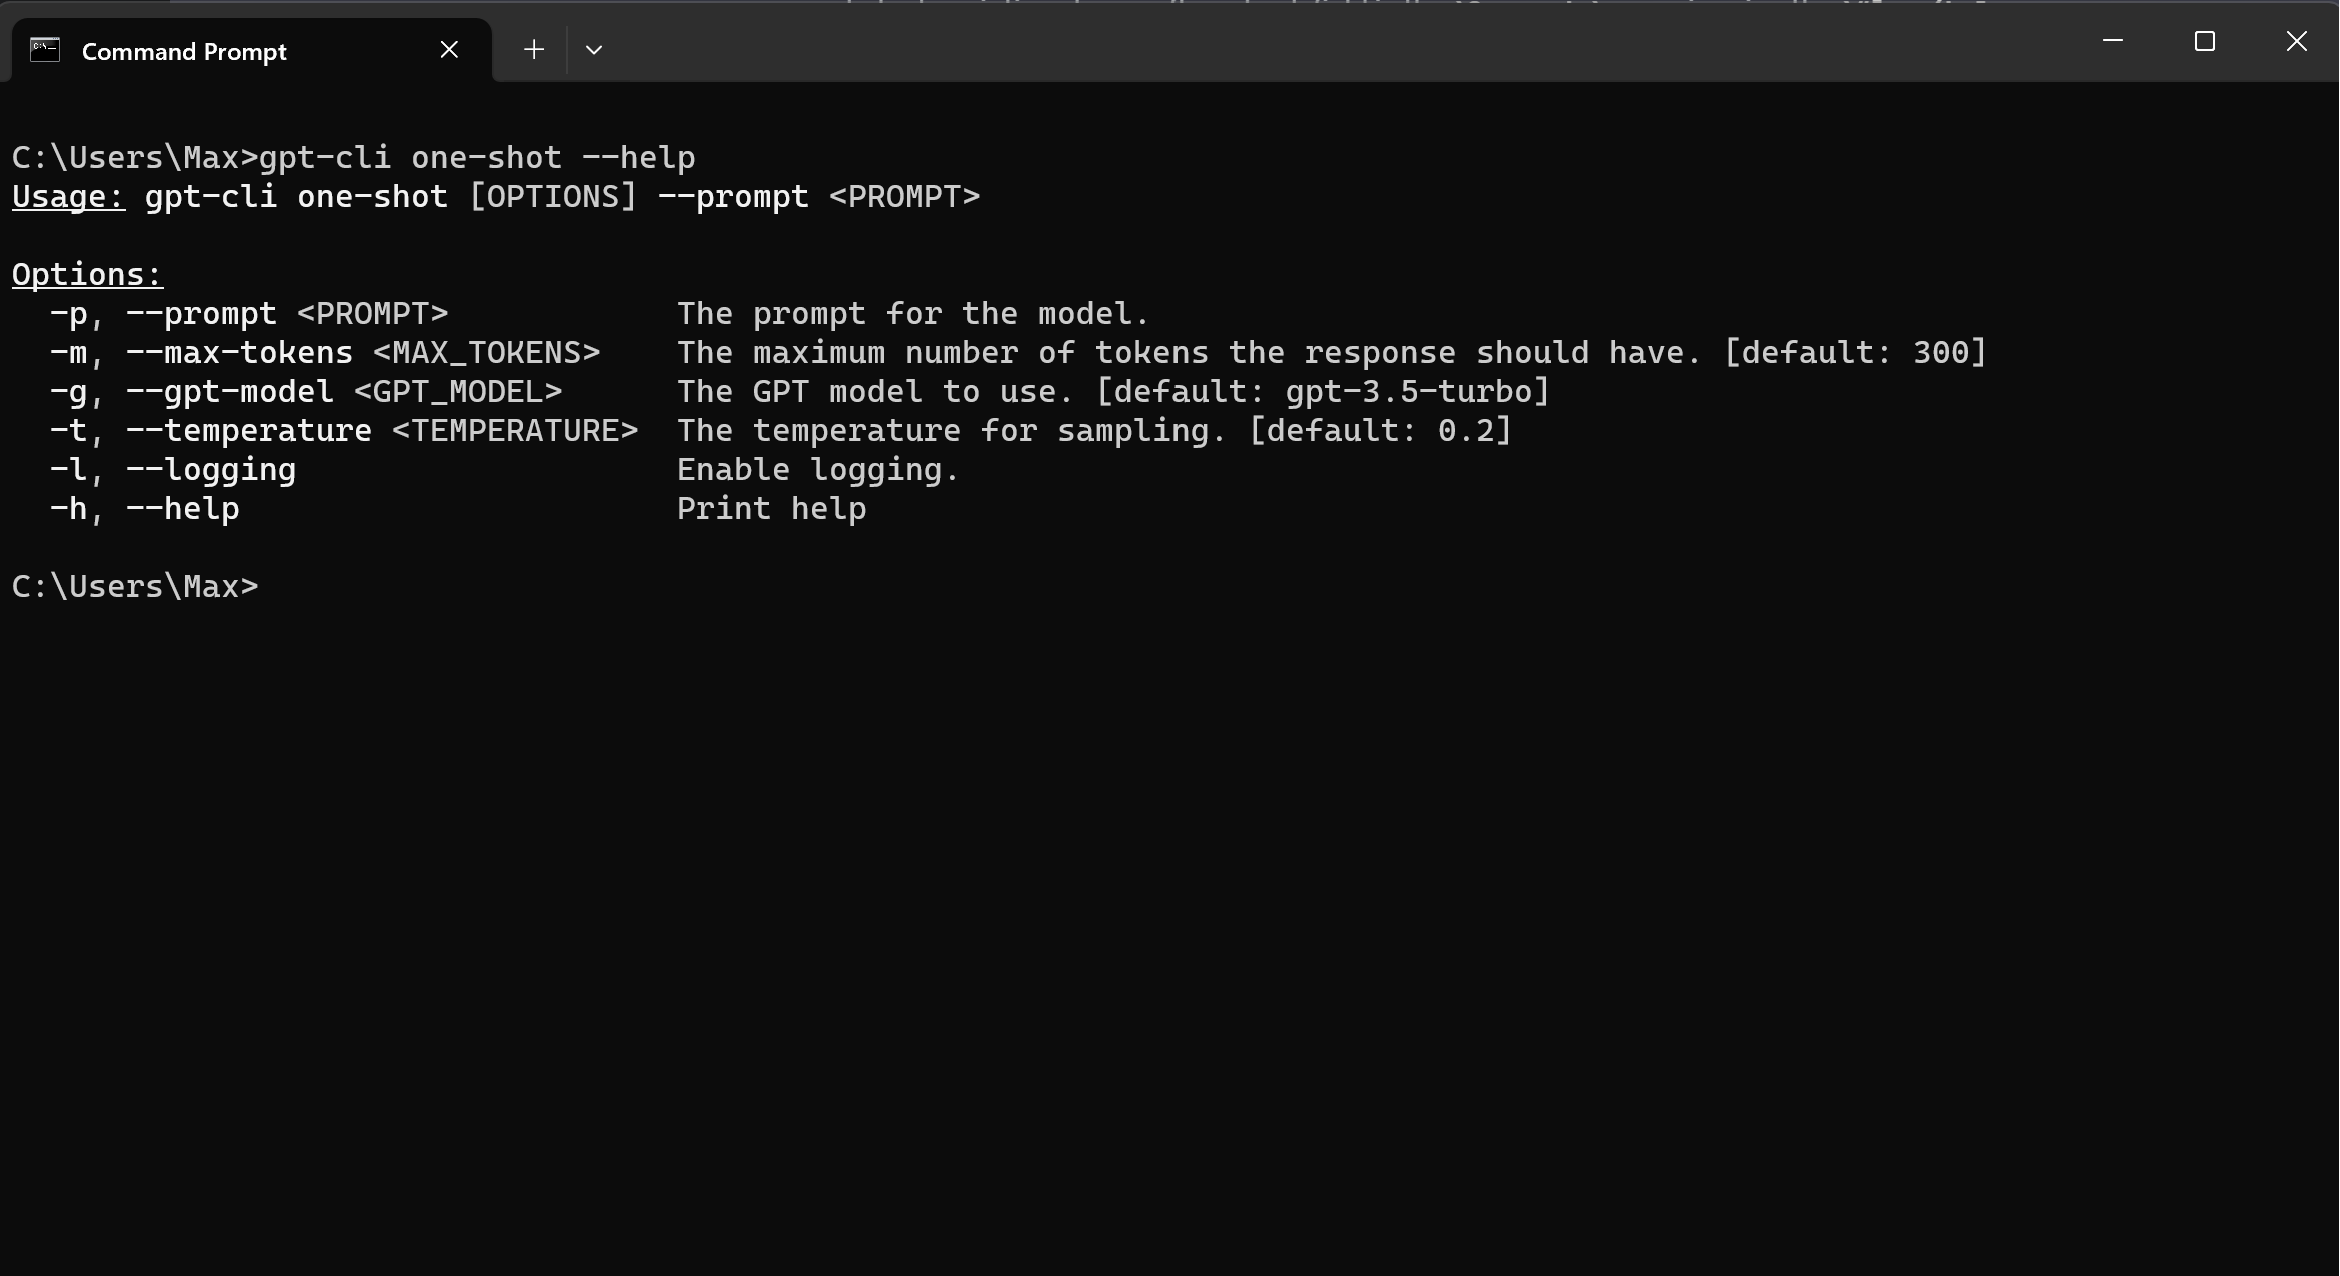 Command Prompt
C:\Users\Max>gpt-cli one-shot --help
Usage: gpt-cli one-shot [OPTIONS] --prompt <PROMPT>
Options:
-p, --prompt <PROMPT> The prompt for the model.
-m, --max-tokens <MAX_TOKENS> The maximum number of tokens the response should have. [default: 300]
-g, --gpt-model <GPT_MODEL> The GPT model to use. [default: gpt-3.5-turbo]
-t, --temperature <TEMPERATURE> The temperature for sampling. [default: 0.2]
-l, --logging Enable logging.
-h, --help Print help
C:\Users\Max>